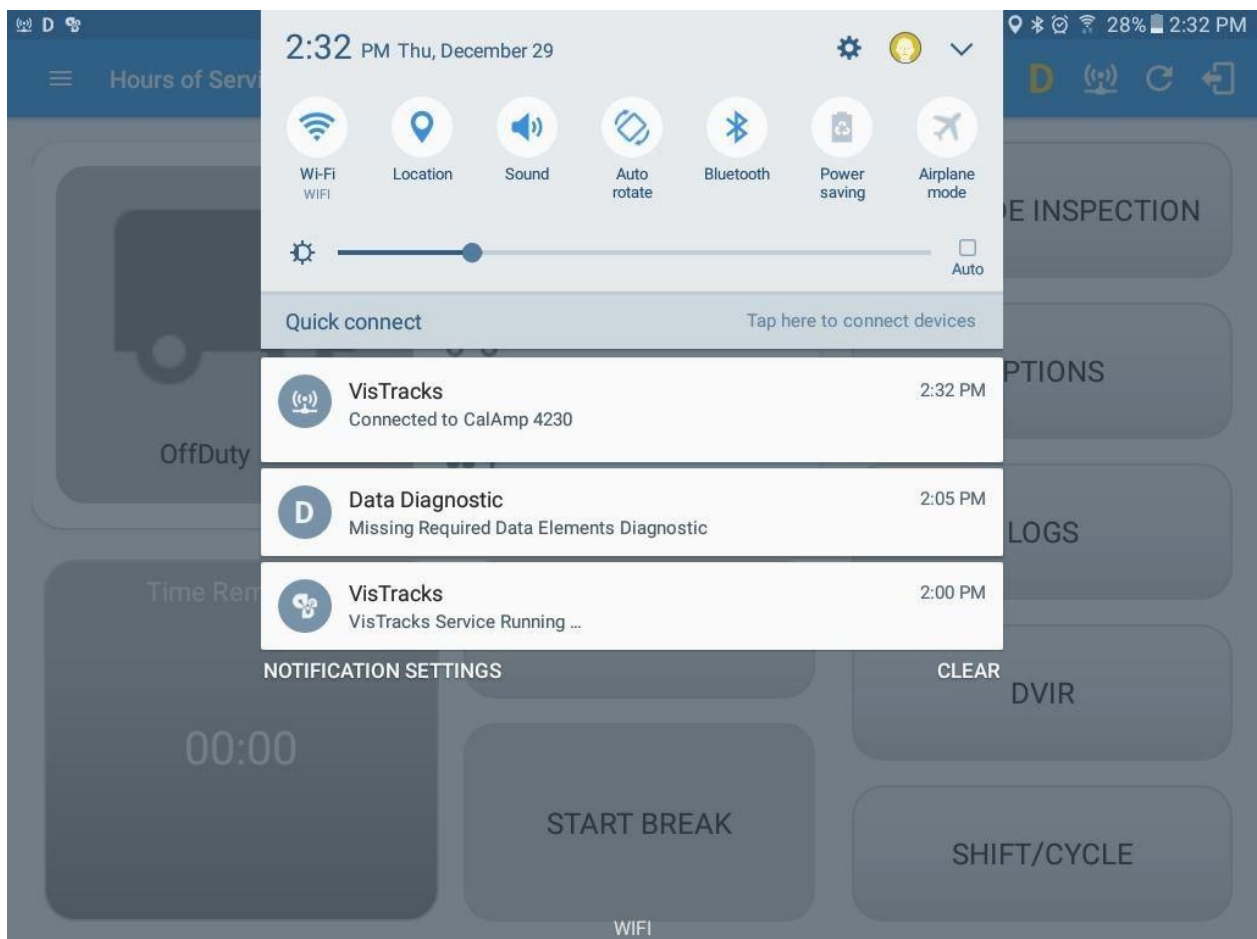 D
28% 2:32 PM
2:32 PM Thu, December 29
Hours of Servi
D
Wi-Fi
WIFI
Location
Sound
Auto
rotate
Bluetooth
Power
saving
Airplane
mode
E INSPECTION
Auto
Quick connect
Tap here to connect devices
VisTracks
2:32 PM
Connected to CalAmp 4230
PTIONS
OffDuty
D
Data Diagnostic
2:05 PM
Missing Required Data Elements Diagnostic
LOGS
Time Rem
VisTracks
2:00 PM
VisTracks Service Running ...
NOTIFICATION SETTINGS
CLEAR
DVIR
00:00
START BREAK
SHIFT/CYCLE
WIFI